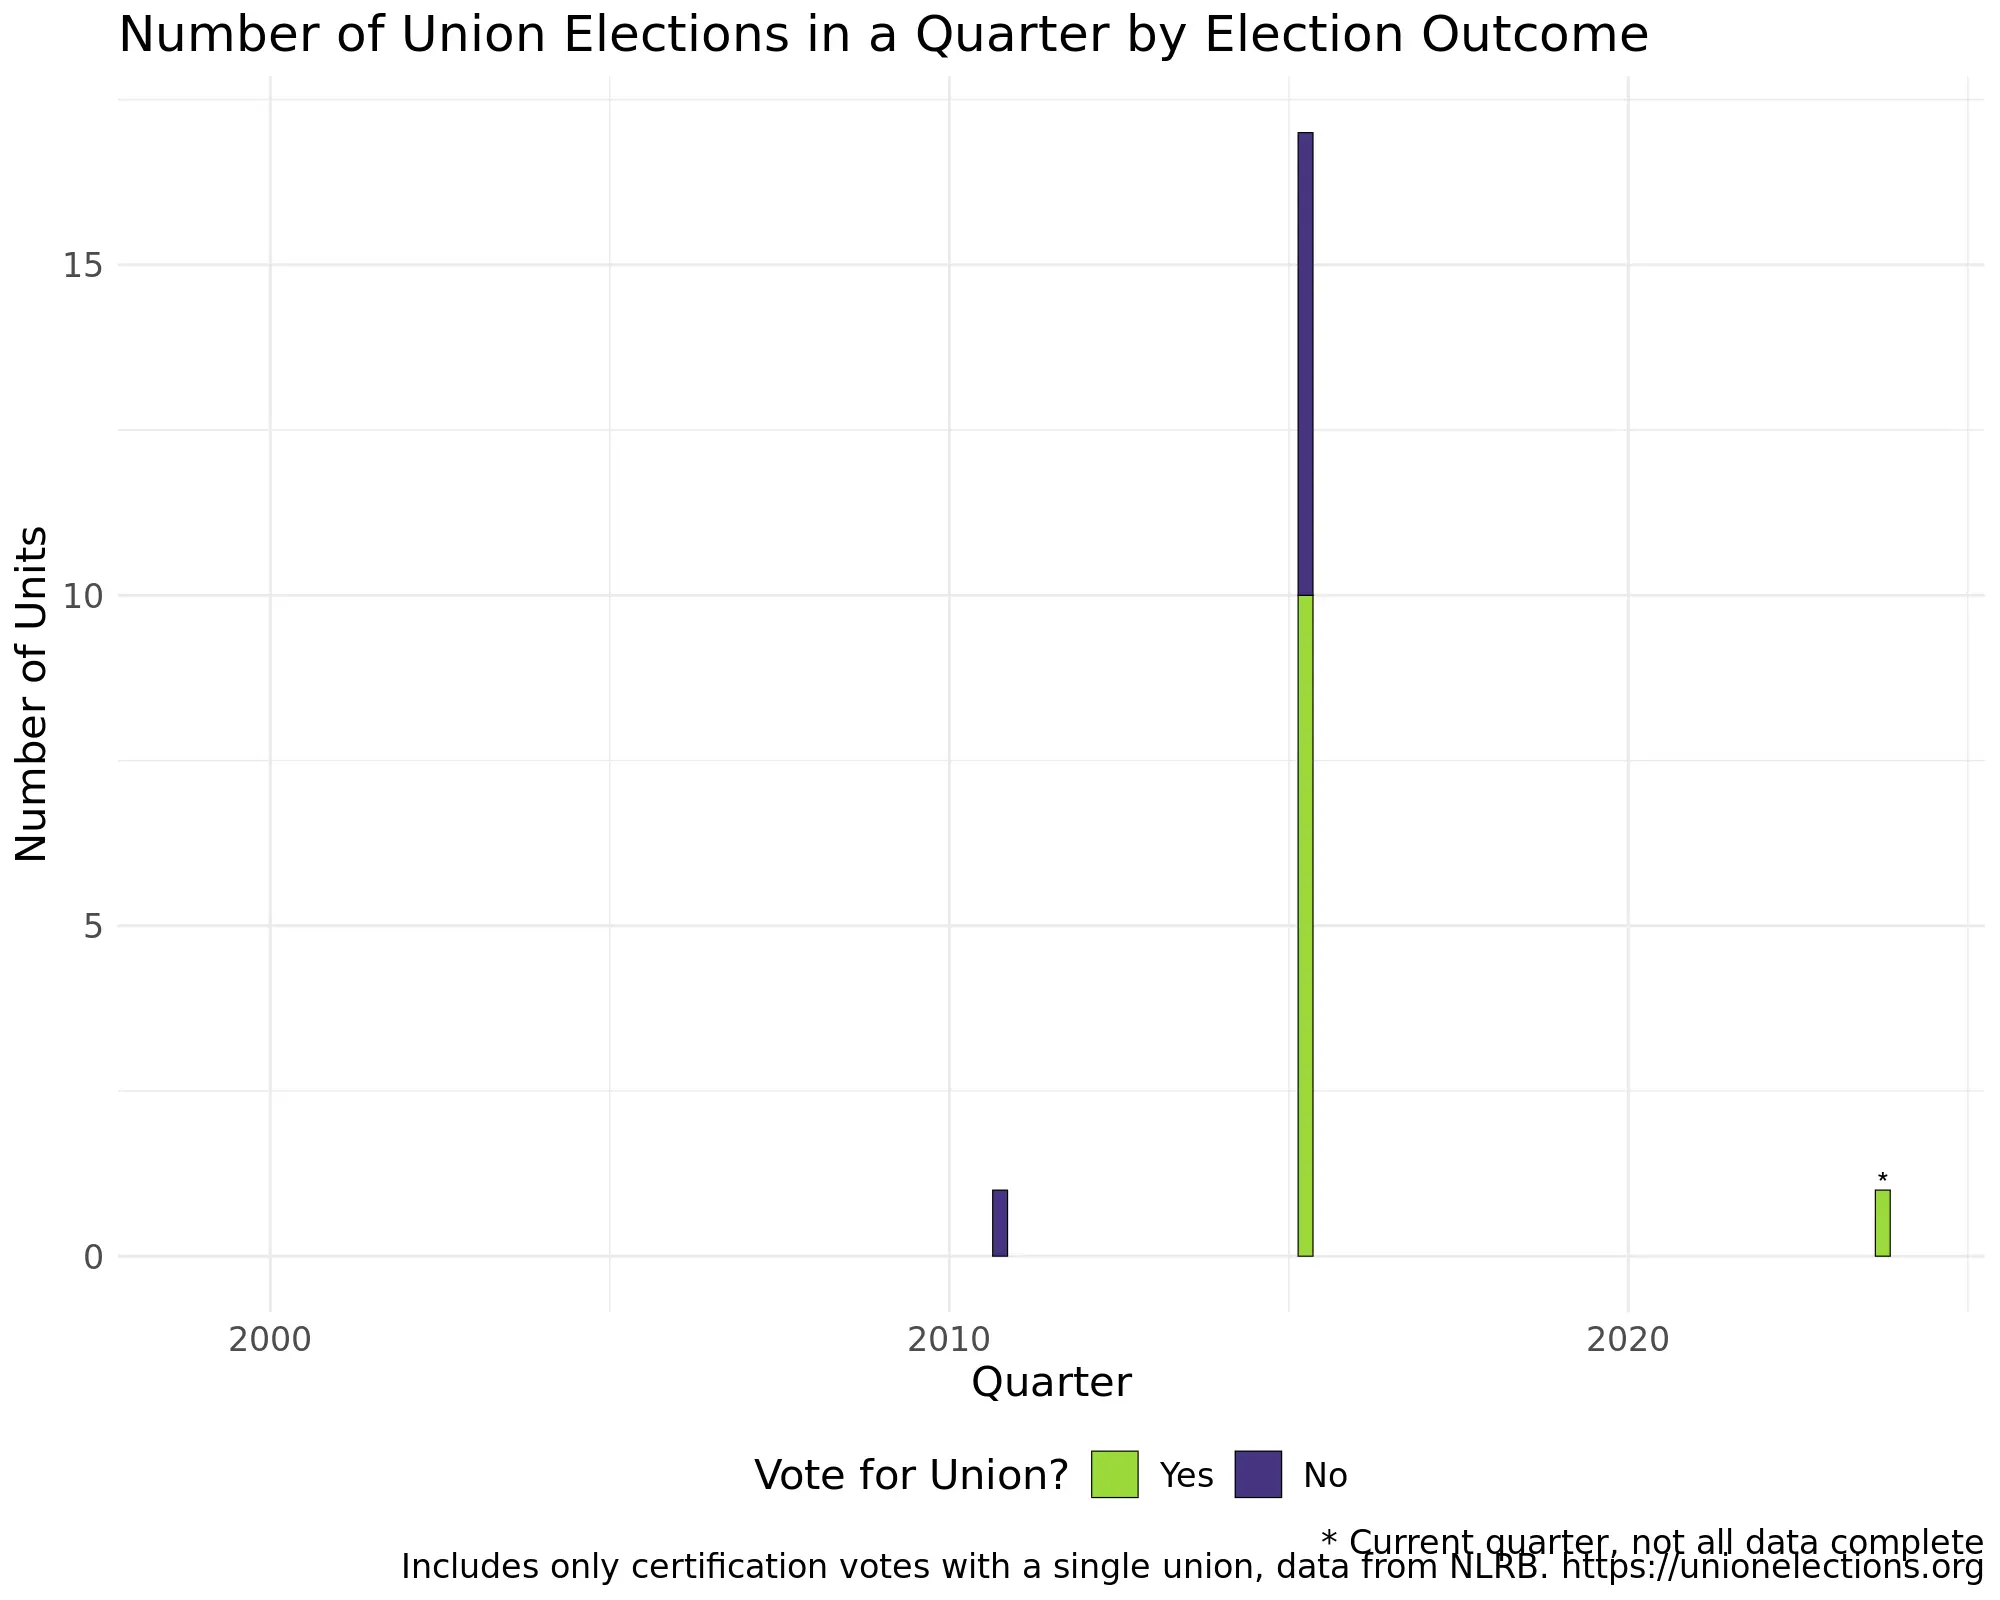 Number of Union Elections in a Quarter by Election Outcome
Number of Units
15
10
5
0
*
2000 2010 2020
Quarter
Vote for Union? Yes No
* Current quarter, not all data complete
Includes only certification votes with a single union, data from NLRB. https://unionelections.org